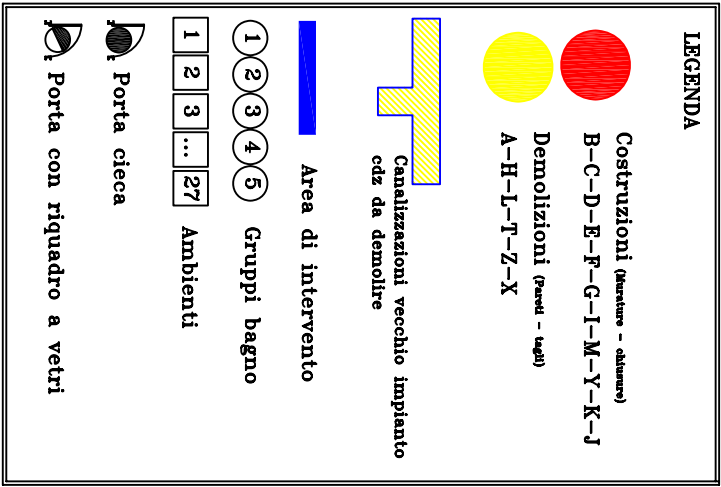 LEGENDA
Costruzioni (Murature - chiusure)
B-C-D-E-F-G-I-M-Y-K-J
Demolizioni (Pareti - tagli)
A-H-L-T-Z-X
Canalizzazioni vecchio impianto
cdz da demolire
Area di intervento
1 2 3 4 5 Gruppi bagno
1 2 3 ... 27 Ambienti
Porta cieca
Porta con riquadro a vetri